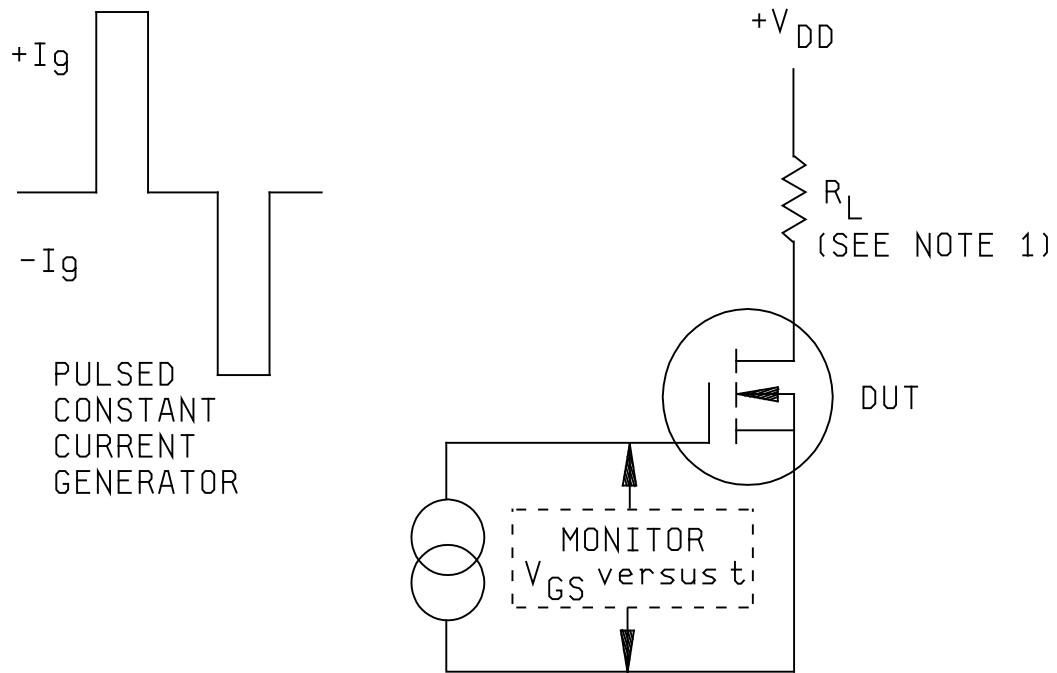 +Ig
-Ig
PULSED
CONSTANT
CURRENT
GENERATOR
+VDD
RL
(SEE NOTE 1)
DUT
MONITOR
VGS versus t